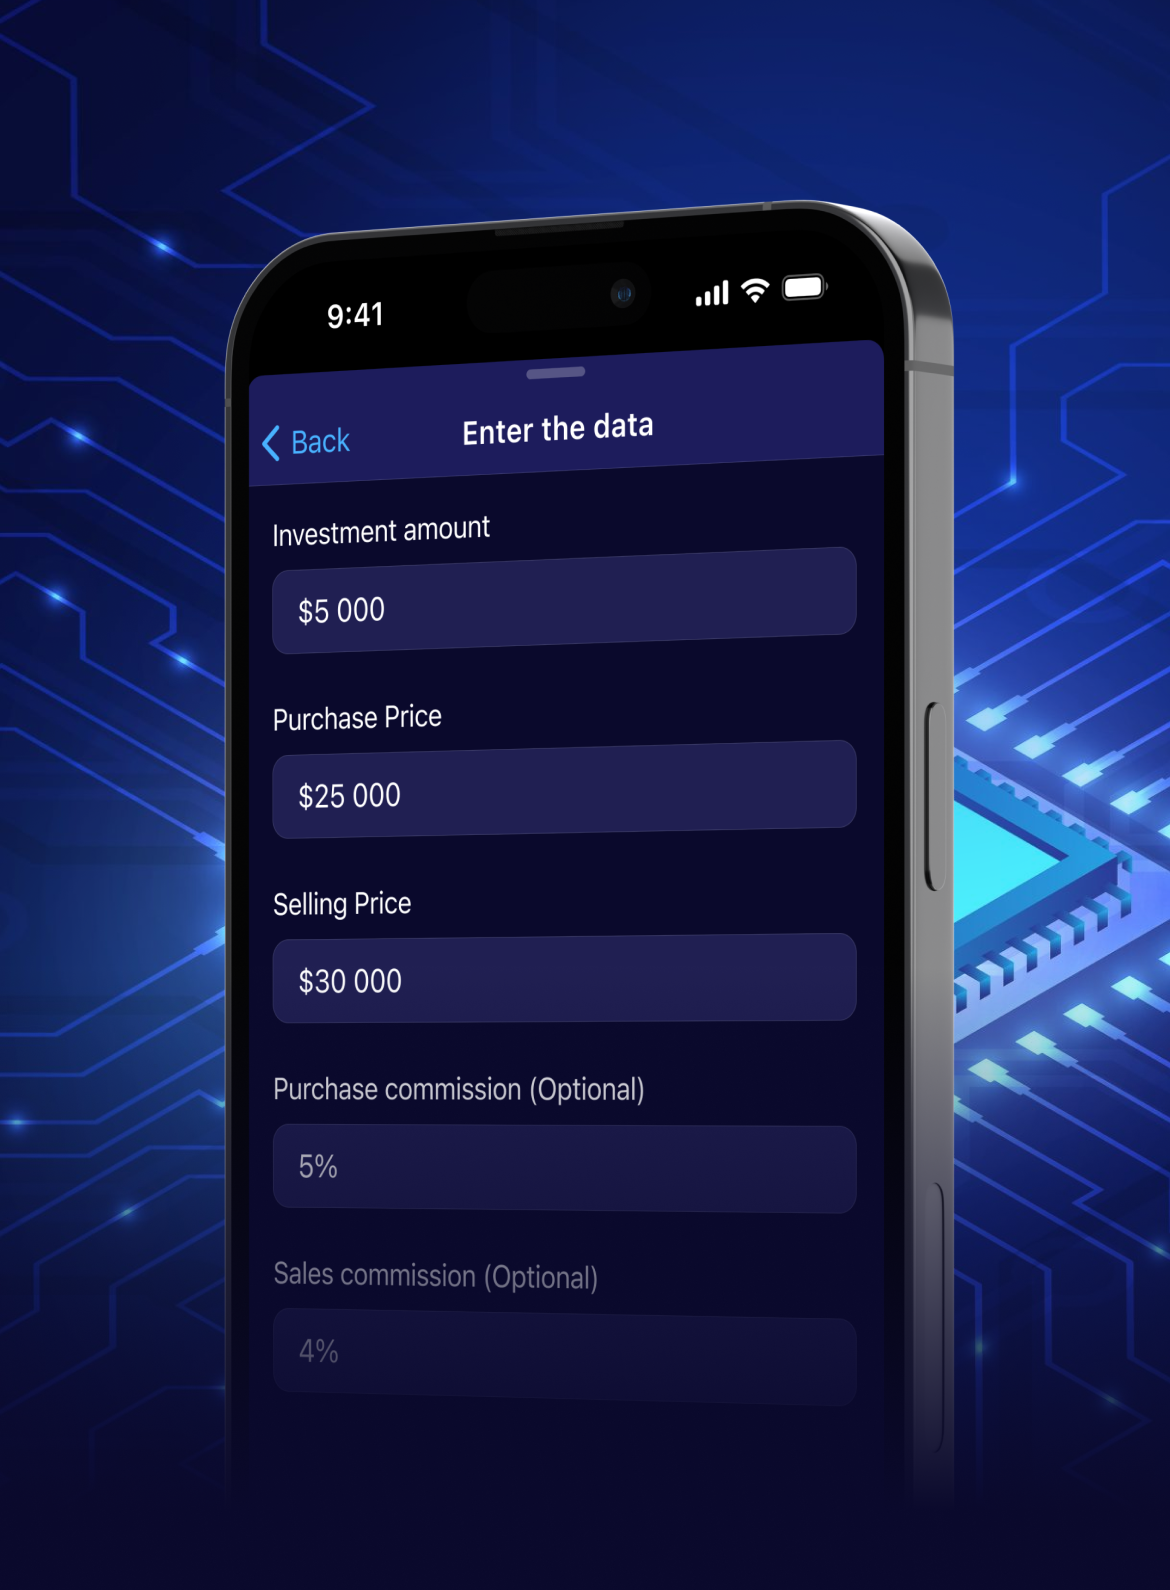 9:41
Back
Enter the data
Investment amount
$5 000
Purchase Price
$25 000
Selling Price
$30 000
Purchase commission (Optional)
5%
Sales commission (Optional)
4%